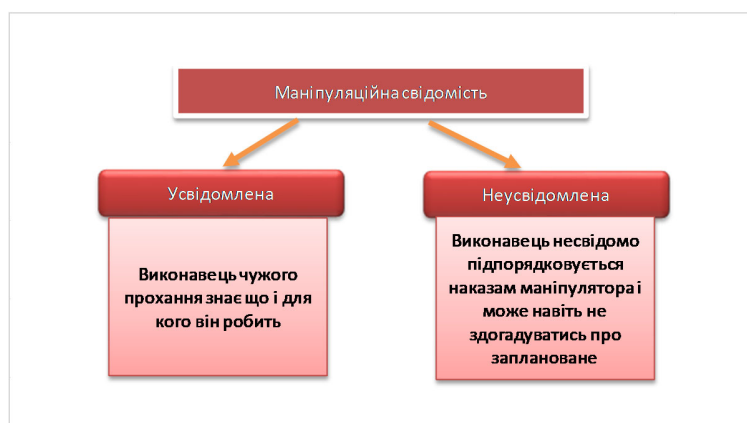 Маніпуляційна свідомість
Усвідомлена
Виконавець чужого
прохання знає що і для
кого він робить
Неусвідомлена
Виконавець несвідомо
підпорядковується
наказам маніпулятора і
може навіть не
здогадуватись про
заплановане